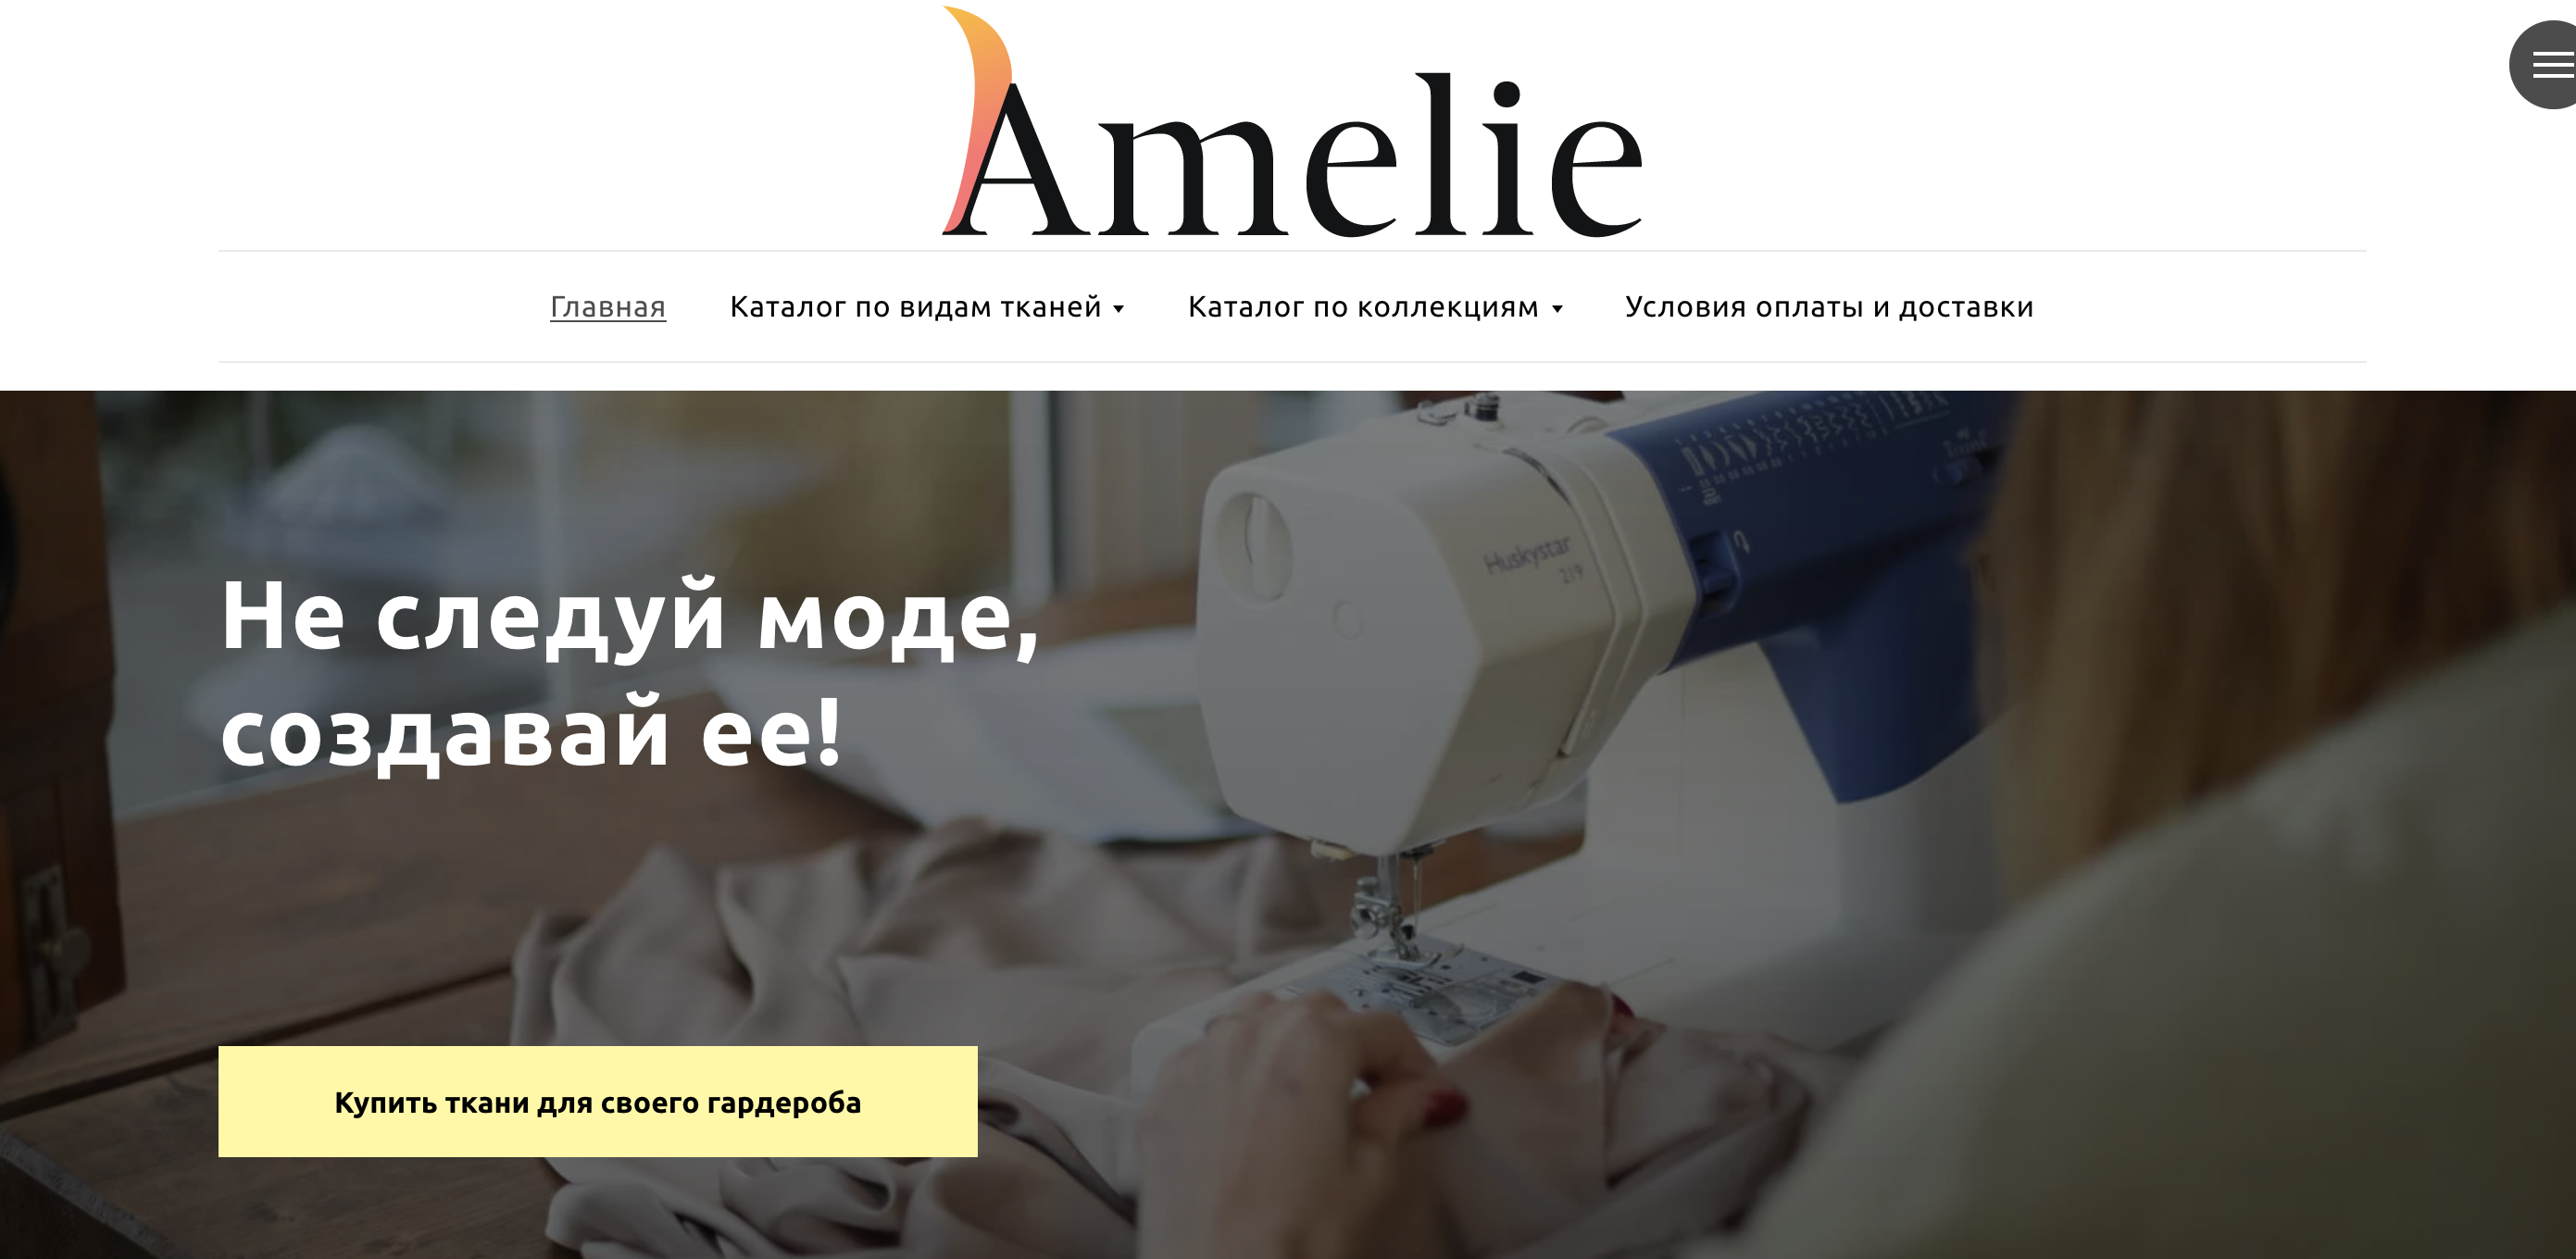 Amelie
Главная Каталог по видам тканей Каталог по коллекциям Условия оплаты и доставки
Huskystar
219
Не следуй моде,
создавай ее!
Купить ткани для своего гардероба